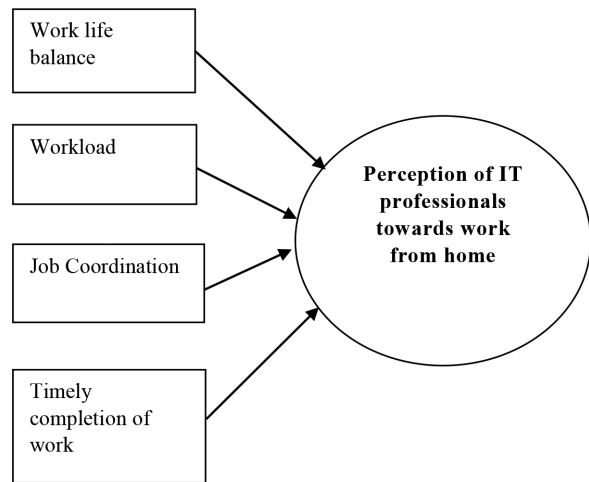 Work life
balance
Workload
Job Coordination
Timely
completion of
work
Perception of IT
professionals
towards work
from home